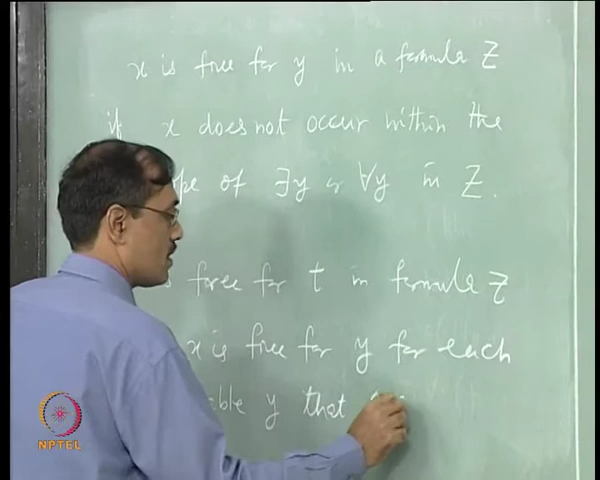 x is free for y in a formula Z
if x does not occur within the
pe of ∃y or ∀y in Z.
s free for t in formula Z
x is free for y for each
ble y that
NPTEL